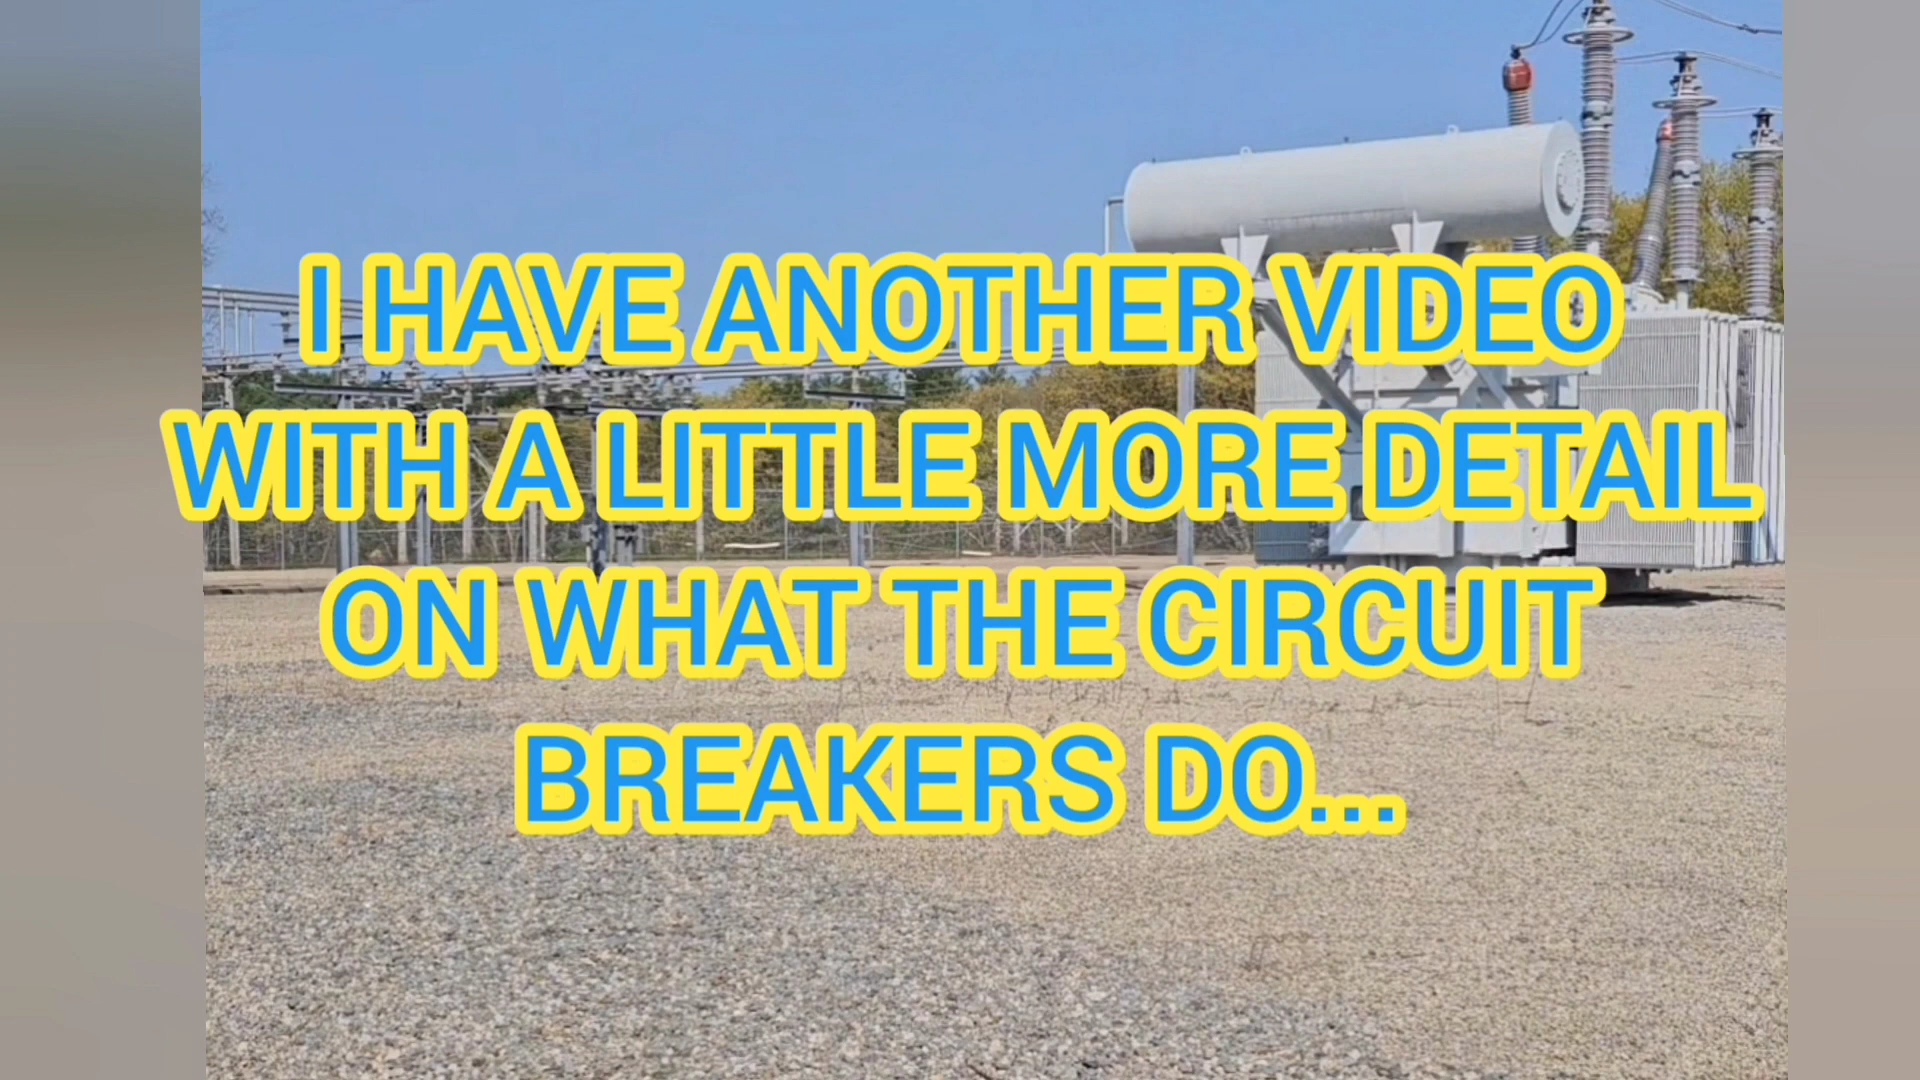 I HAVE ANOTHER VIDEO
WITH A LITTLE MORE DETAIL
ON WHAT THE CIRCUIT
BREAKERS DO...